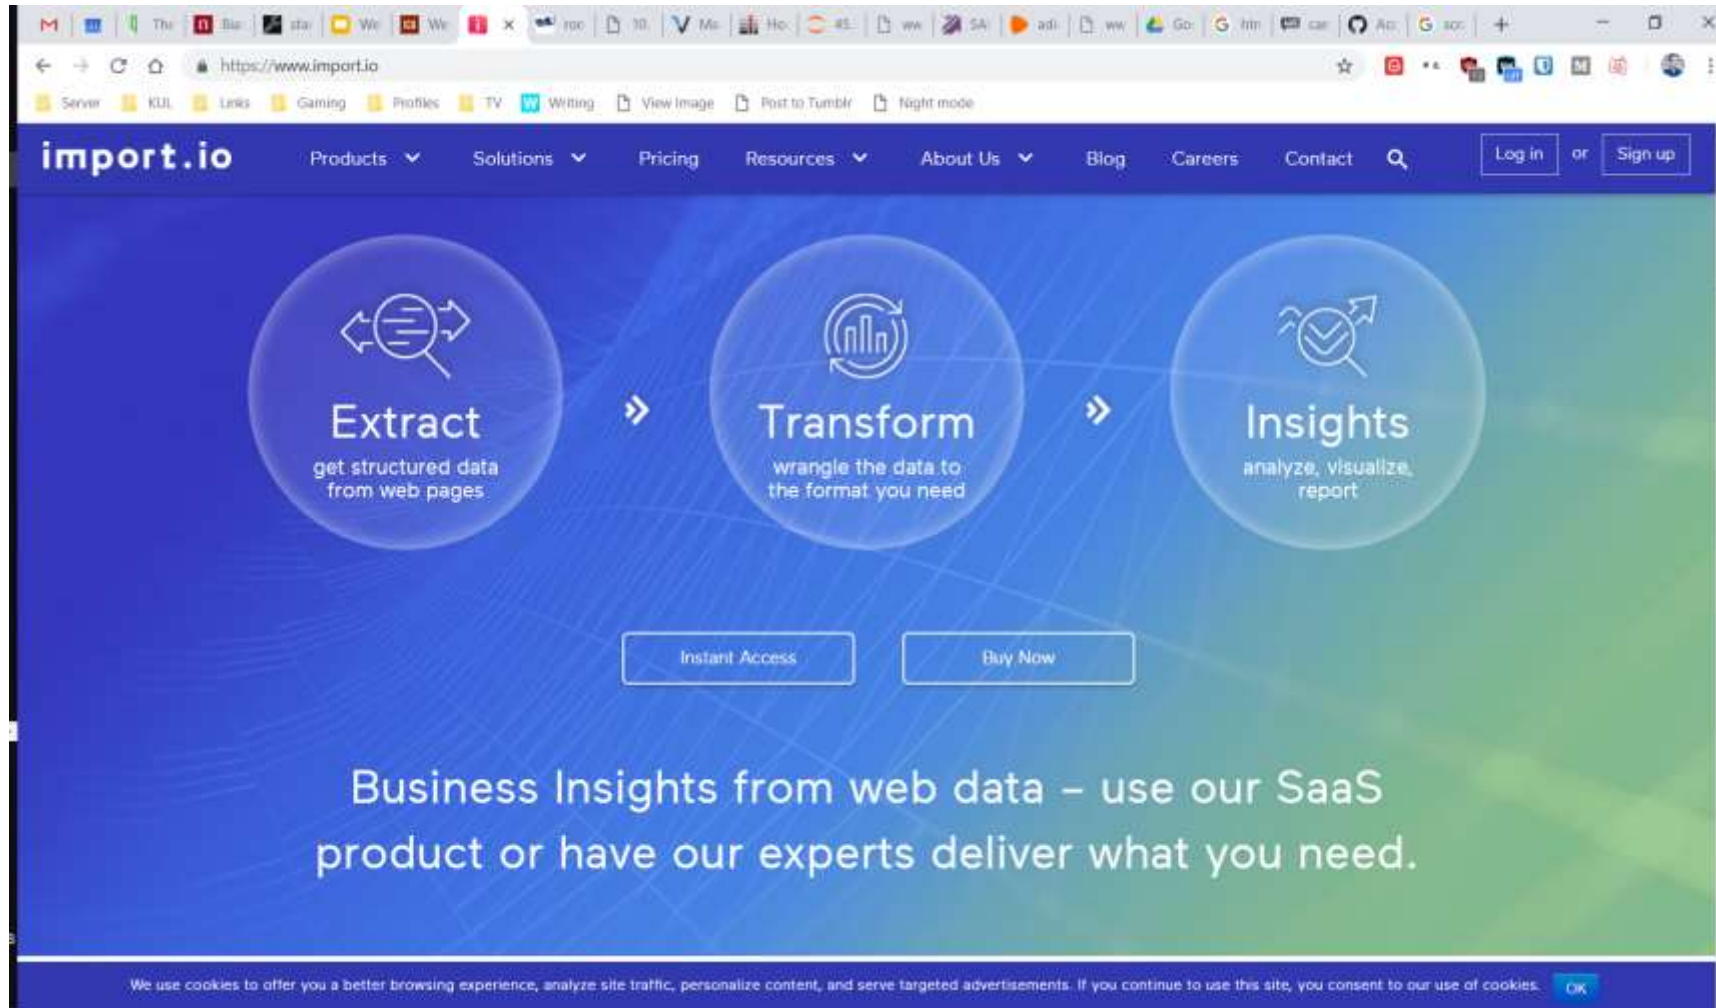 The
sta
We
We
https://www.import.io
Server KUL Links Gaming Profiles TV Writing View Image Post to Tumblr Night mode
import.io Products Solutions Pricing Resources About Us Blog Careers Contact Log in or Sign up
Extract
get structured data
from web pages
Transform
wrangle the data to
the format you need
Insights
analyze, visualize,
report
Instant Access Buy Now
Business Insights from web data – use our SaaS
product or have our experts deliver what you need.
We use cookies to offer you a better browsing experience, analyze site traffic, personalize content, and serve targeted advertisements. If you continue to use this site, you consent to our use of cookies. OK